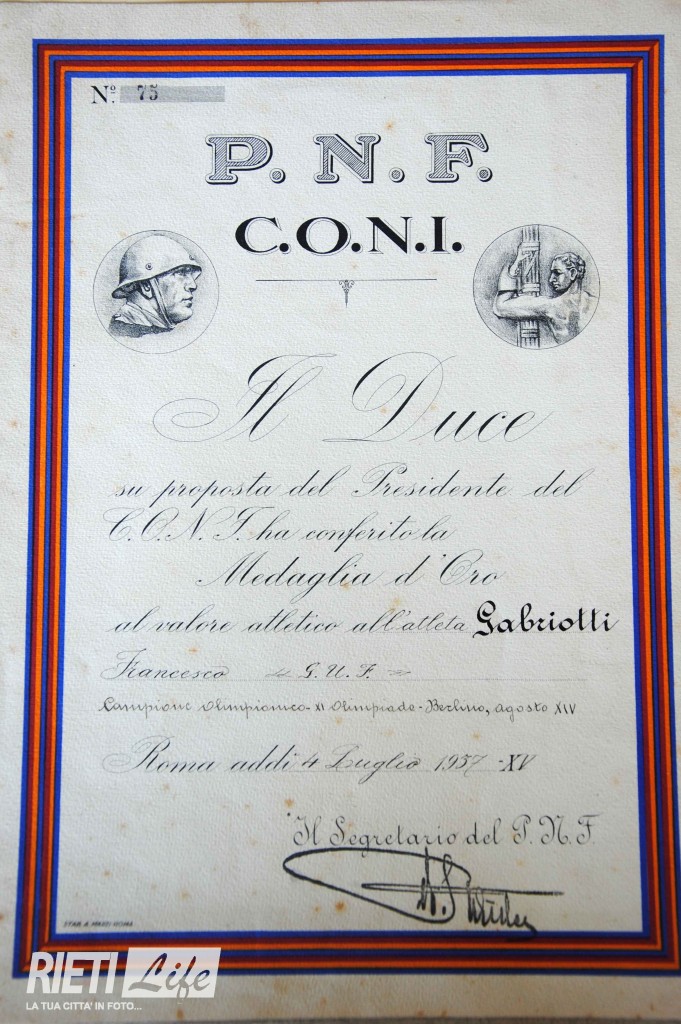 Nº. 75
P. N. F.
C.O.N.I.
Il Duce
su proposta del Presidente del
C.O.N.I. ha conferito la
Medaglia d'Oro
al valore atletico all'atleta Gabriotti
Francesco G. U. F.
Campione Olimpionico - XI Olimpiade - Berlino, agosto XIV
Roma addì 4 Luglio 1937 - XV
Il Segretario del P. N. F.
RIETI Life
LA TUA CITTA' IN FOTO...